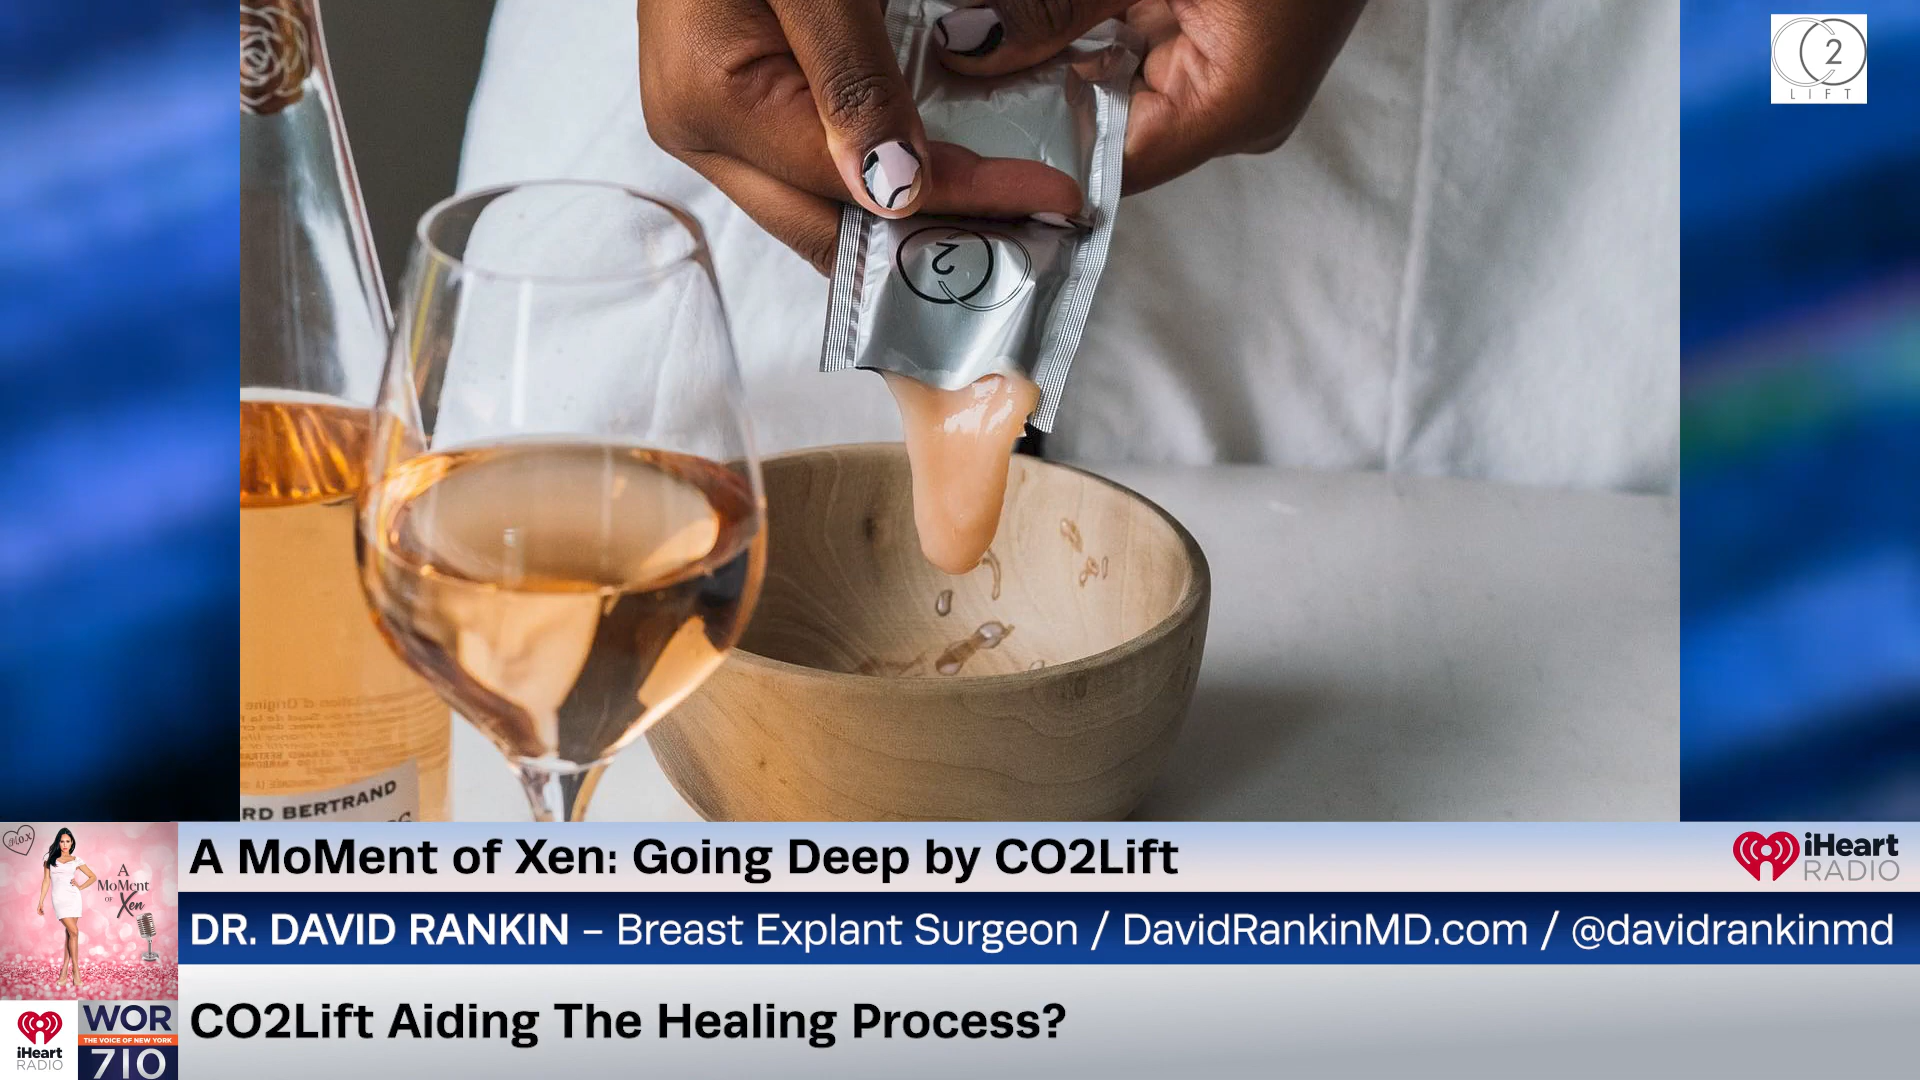 CO2
LIFT
2
RD BERTRAND
M.O.X
A
MoMent
OF Xen
A MoMent of Xen: Going Deep by CO2Lift
iHeart
RADIO
DR. DAVID RANKIN – Breast Explant Surgeon / DavidRankinMD.com / @davidrankinmd
iHeart
RADIO
WOR
THE VOICE OF NEW YORK
710
CO2Lift Aiding The Healing Process?